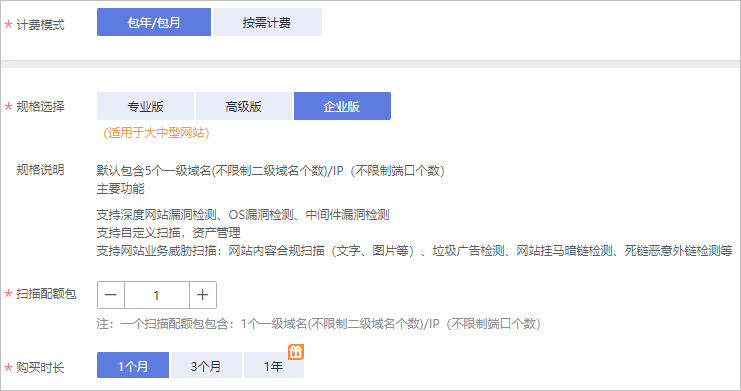 * 计费模式 包年/包月 按需计费
* 规格选择 专业版 高级版 企业版
（适用于大中型网站）
规格说明 默认包含5个一级域名(不限制二级域名个数)/IP（不限制端口个数）
主要功能
支持深度网站漏洞检测、OS漏洞检测、中间件漏洞检测
支持自定义扫描，资产管理
支持网站业务威胁扫描：网站内容合规扫描（文字、图片等）、垃圾广告检测、网站挂马暗链检测、死链恶意外链检测等
* 扫描配额包 — 1 +
注：一个扫描配额包包含：1个一级域名(不限制二级域名个数)/IP（不限制端口个数）
* 购买时长 1个月 3个月 1年